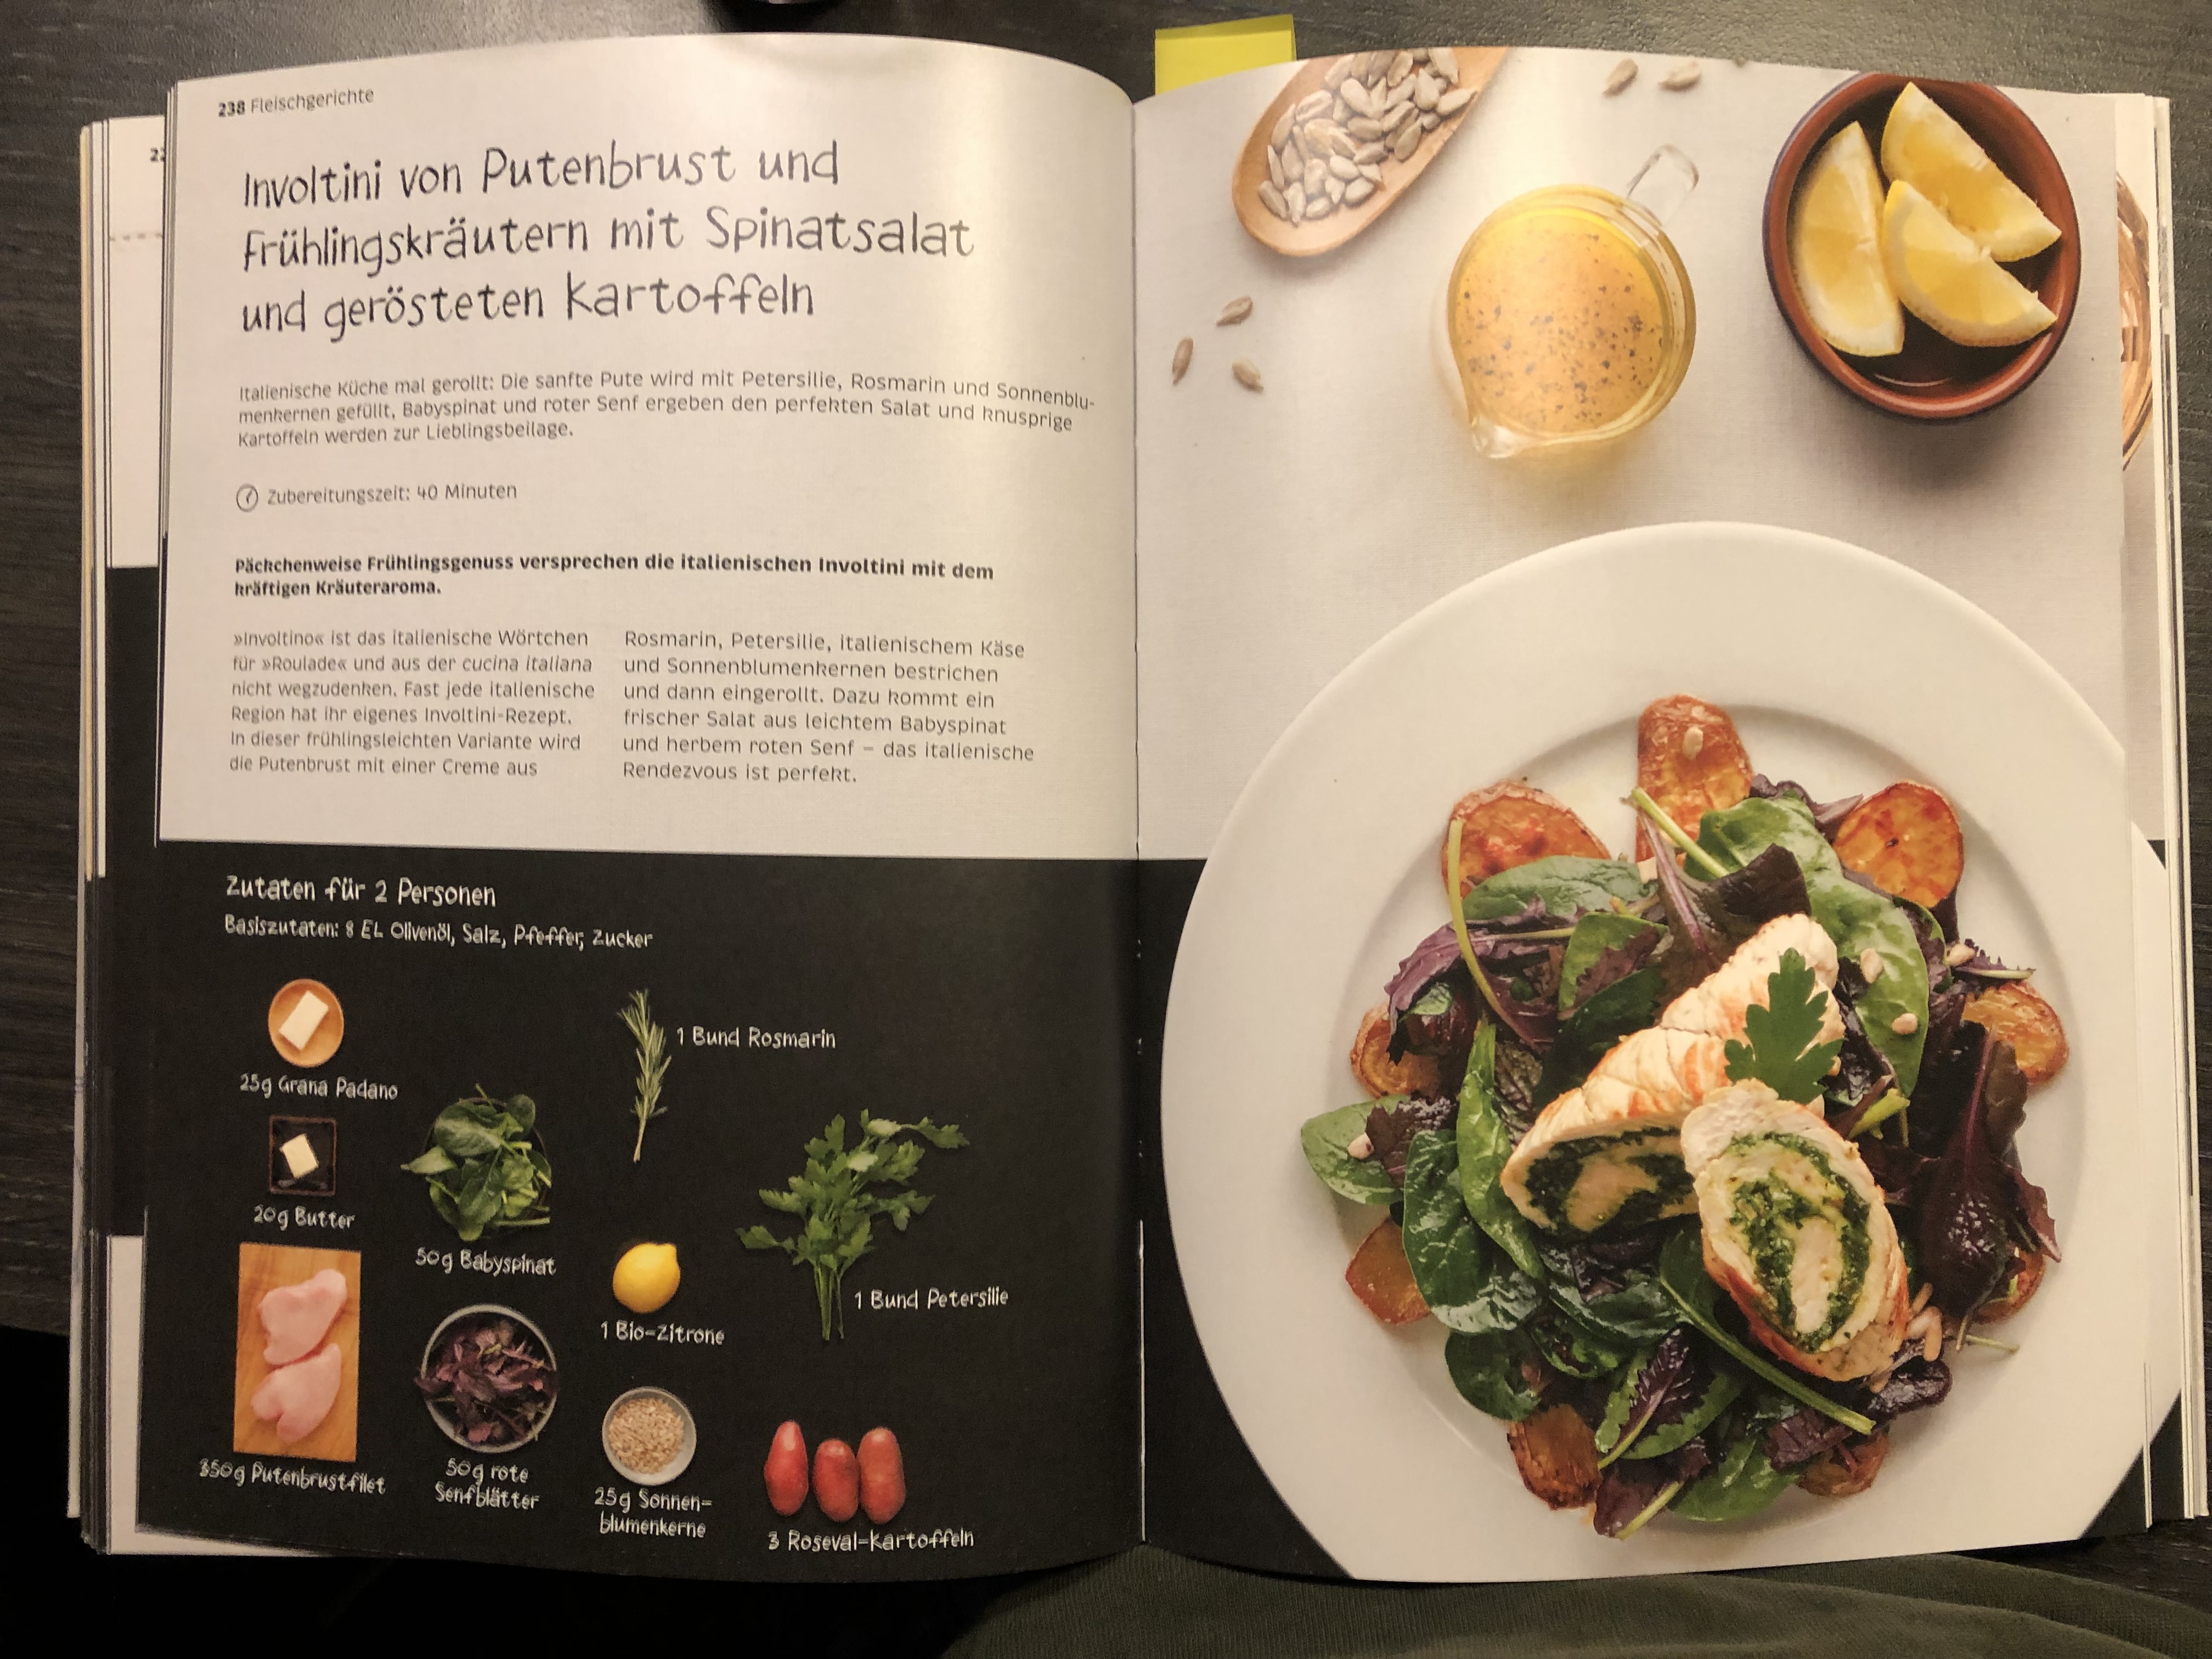 238 Fleischgerichte
Involtini von Putenbrust und
Frühlingskräutern mit Spinatsalat
und gerösteten Kartoffeln
Italienische Küche mal gerollt: Die sanfte Pute wird mit Petersilie, Rosmarin und Sonnenblu-
menkernen gefüllt, Babyspinat und roter Senf ergeben den perfekten Salat und knusprige
Kartoffeln werden zur Lieblingsbeilage.
Zubereitungszeit: 40 Minuten
Päckchenweise Frühlingsgenuss versprechen die italienischen Involtini mit dem
kräftigen Kräuteraroma.
»Involtino« ist das italienische Wörtchen
für »Roulade« und aus der cucina italiana
nicht wegzudenken. Fast jede italienische
Region hat ihr eigenes Involtini-Rezept.
In dieser frühlingsleichten Variante wird
die Putenbrust mit einer Creme aus
Rosmarin, Petersilie, italienischem Käse
und Sonnenblumenkernen bestrichen
und dann eingerollt. Dazu kommt ein
frischer Salat aus leichtem Babyspinat
und herbem roten Senf – das italienische
Rendezvous ist perfekt.
Zutaten für 2 Personen
Basiszutaten: 8 EL Olivenöl, Salz, Pfeffer, Zucker
25g Grana Padano
20g Butter
350g Putenbrustfilet
50g Babyspinat
50g rote
Senfblätter
1 Bund Rosmarin
1 Bio-Zitrone
25g Sonnen-
blumenkerne
1 Bund Petersilie
3 Roseval-Kartoffeln